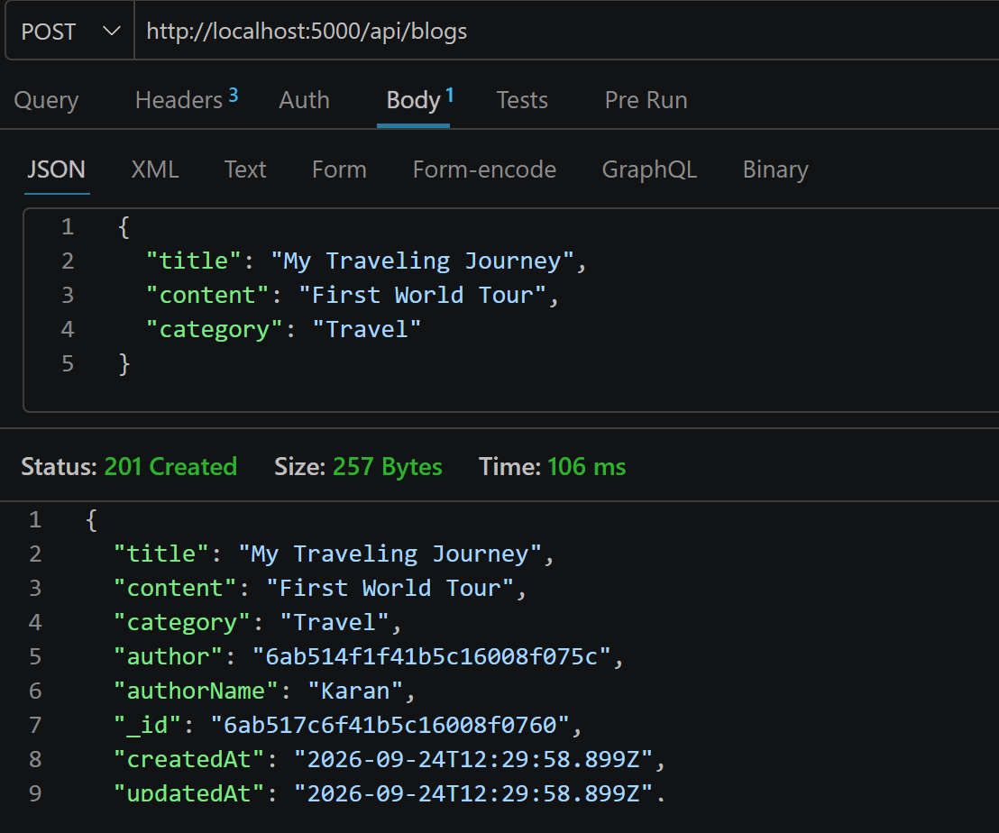 POST http://localhost:5000/api/blogs
Query Headers 3 Auth Body 1 Tests Pre Run
JSON XML Text Form Form-encode GraphQL Binary
1 {
2 "title": "My Traveling Journey",
3 "content": "First World Tour",
4 "category": "Travel"
5 }
Status: 201 Created Size: 257 Bytes Time: 106 ms
1 {
2 "title": "My Traveling Journey",
3 "content": "First World Tour",
4 "category": "Travel",
5 "author": "6ab514f1f41b5c16008f075c",
6 "authorName": "Karan",
7 "_id": "6ab517c6f41b5c16008f0760",
8 "createdAt": "2026-09-24T12:29:58.899Z",
9 "updatedAt": "2026-09-24T12:29:58.899Z",